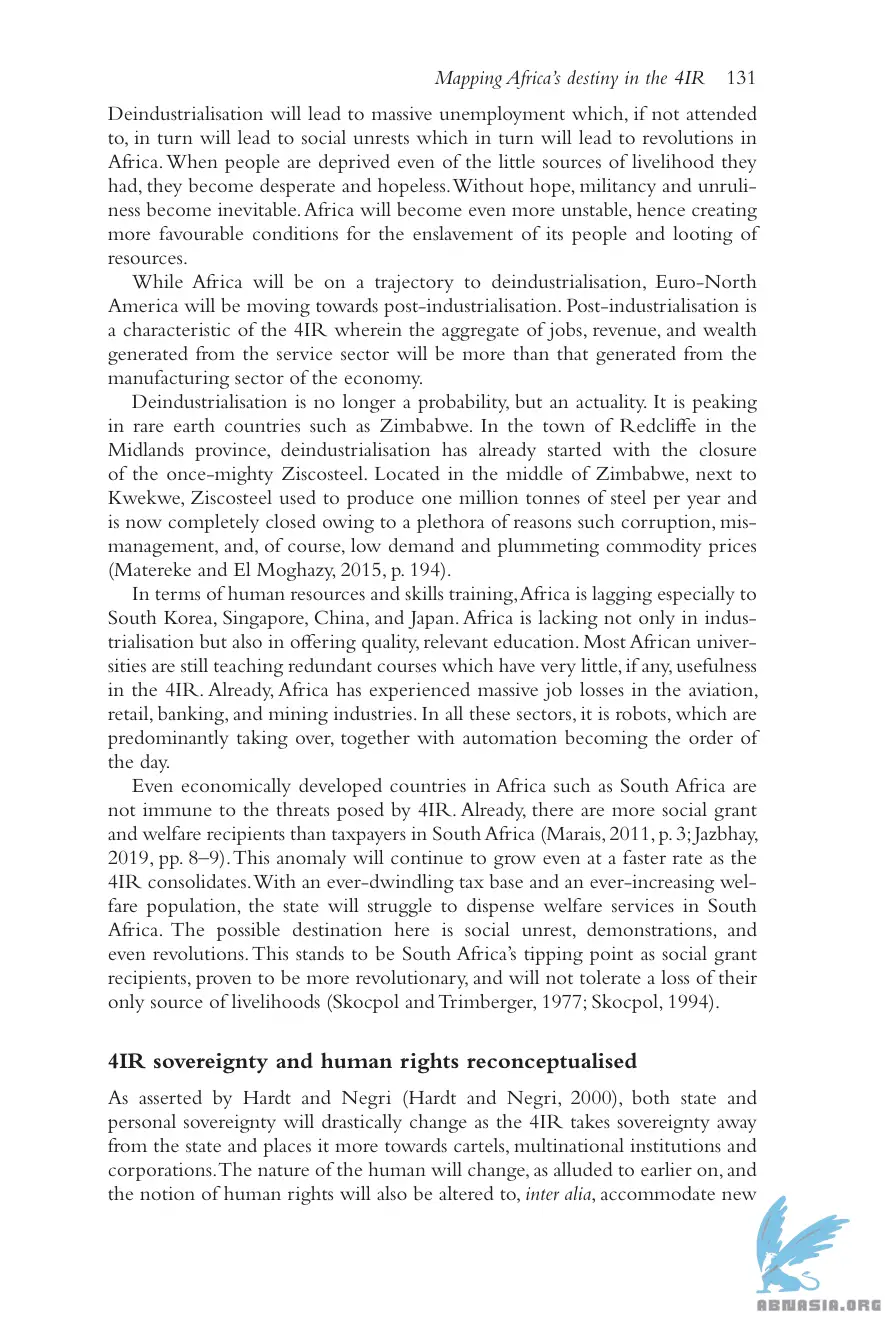 Mapping Africa's destiny in the 4IR 131
Deindustrialisation will lead to massive unemployment which, if not attended
to, in turn will lead to social unrests which in turn will lead to revolutions in
Africa. When people are deprived even of the little sources of livelihood they
had, they become desperate and hopeless. Without hope, militancy and unruli-
ness become inevitable. Africa will become even more unstable, hence creating
more favourable conditions for the enslavement of its people and looting of
resources.
While Africa will be on a trajectory to deindustrialisation, Euro-North
America will be moving towards post-industrialisation. Post-industrialisation is
a characteristic of the 4IR wherein the aggregate of jobs, revenue, and wealth
generated from the service sector will be more than that generated from the
manufacturing sector of the economy.
Deindustrialisation is no longer a probability, but an actuality. It is peaking
in rare earth countries such as Zimbabwe. In the town of Redcliffe in the
Midlands province, deindustrialisation has already started with the closure
of the once-mighty Ziscosteel. Located in the middle of Zimbabwe, next to
Kwekwe, Ziscosteel used to produce one million tonnes of steel per year and
is now completely closed owing to a plethora of reasons such corruption, mis-
management, and, of course, low demand and plummeting commodity prices
(Matereke and El Moghazy, 2015, p. 194).
In terms of human resources and skills training, Africa is lagging especially to
South Korea, Singapore, China, and Japan. Africa is lacking not only in indus-
trialisation but also in offering quality, relevant education. Most African univer-
sities are still teaching redundant courses which have very little, if any, usefulness
in the 4IR. Already, Africa has experienced massive job losses in the aviation,
retail, banking, and mining industries. In all these sectors, it is robots, which are
predominantly taking over, together with automation becoming the order of
the day.
Even economically developed countries in Africa such as South Africa are
not immune to the threats posed by 4IR. Already, there are more social grant
and welfare recipients than taxpayers in South Africa (Marais, 2011, p. 3; Jazbhay,
2019, pp. 8–9). This anomaly will continue to grow even at a faster rate as the
4IR consolidates. With an ever-dwindling tax base and an ever-increasing wel-
fare population, the state will struggle to dispense welfare services in South
Africa. The possible destination here is social unrest, demonstrations, and
even revolutions. This stands to be South Africa's tipping point as social grant
recipients, proven to be more revolutionary, and will not tolerate a loss of their
only source of livelihoods (Skocpol and Trimberger, 1977; Skocpol, 1994).
4IR sovereignty and human rights reconceptualised
As asserted by Hardt and Negri (Hardt and Negri, 2000), both state and
personal sovereignty will drastically change as the 4IR takes sovereignty away
from the state and places it more towards cartels, multinational institutions and
corporations. The nature of the human will change, as alluded to earlier on, and
the notion of human rights will also be altered to, inter alia, accommodate new
ABNASIA.ORG